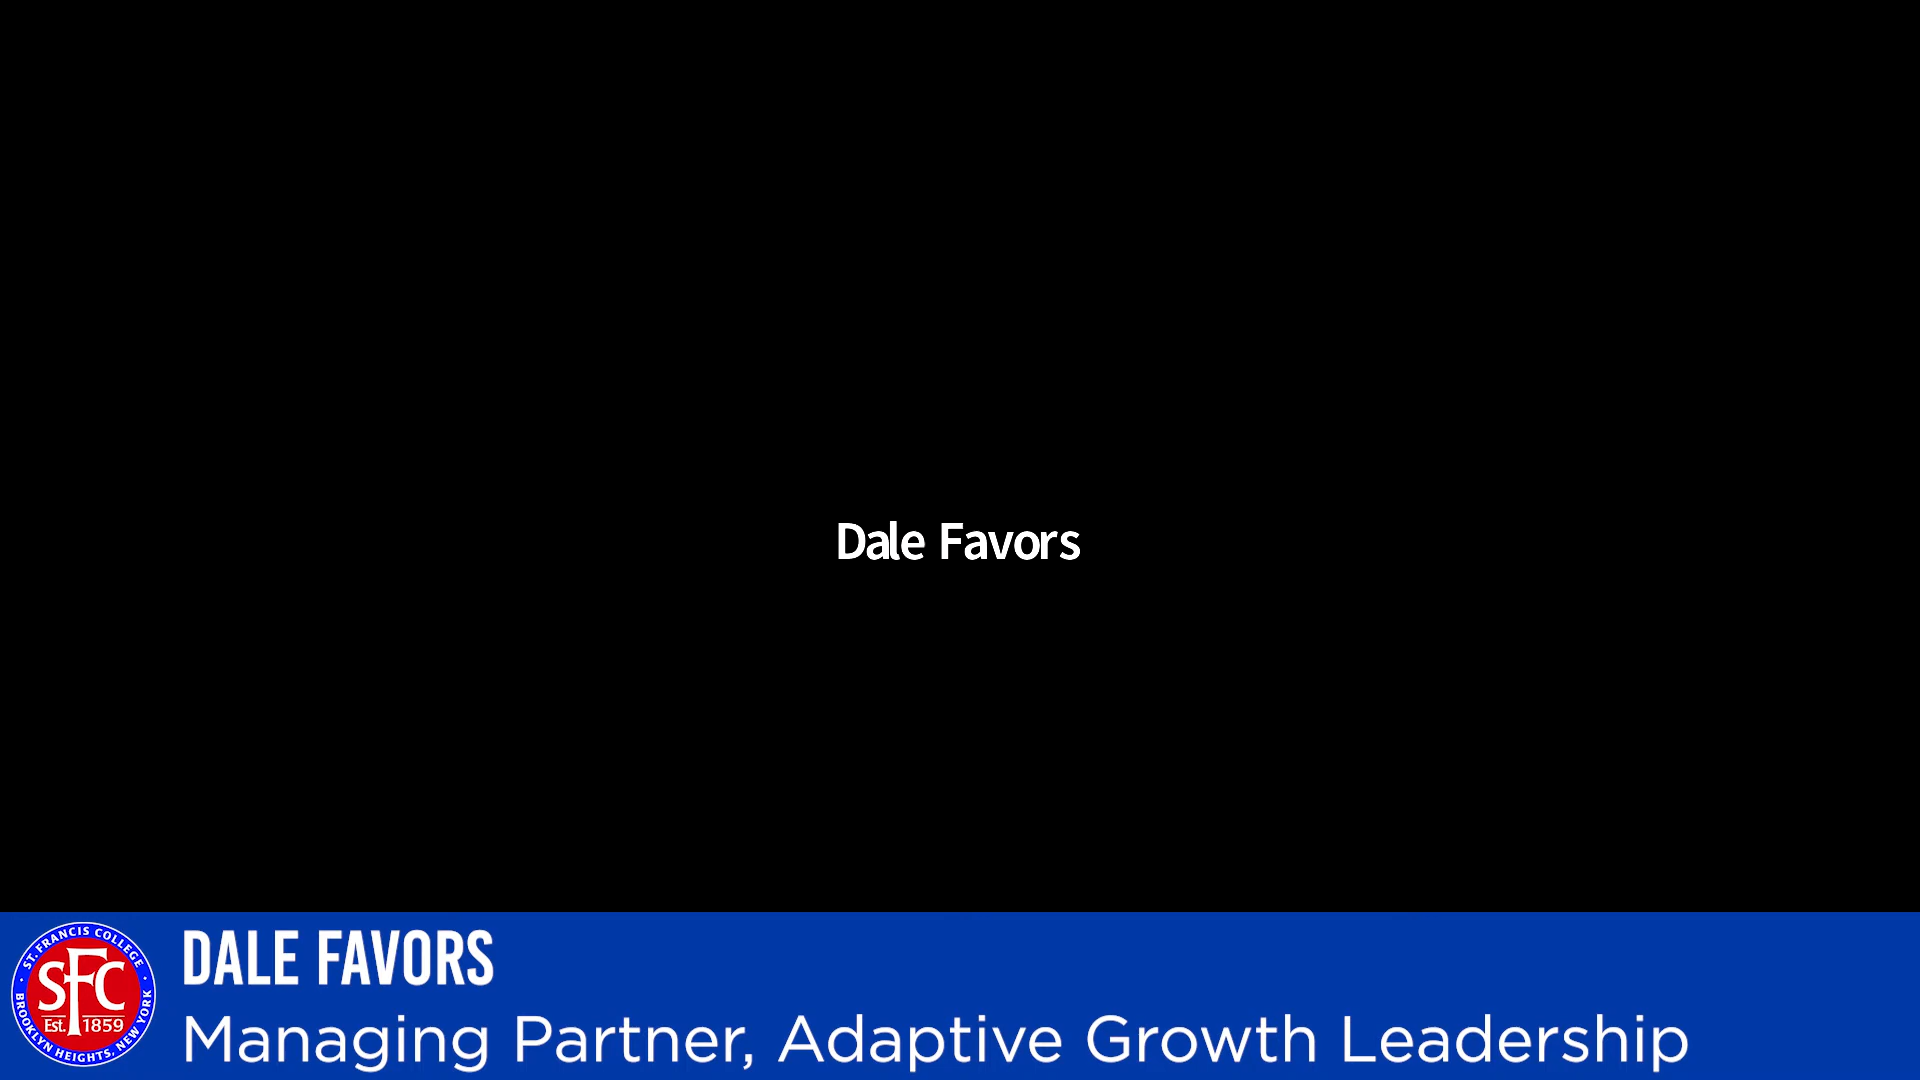 Dale Favors
ST. FRANCIS COLLEGE
SFC
Est. 1859
BROOKLYN HEIGHTS, NEW YORK
DALE FAVORS
Managing Partner, Adaptive Growth Leadership